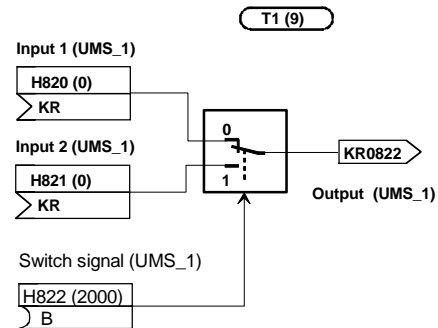 T1 (9)
Input 1 (UMS_1)
H820 (0)
KR
0
KR0822
Input 2 (UMS_1)
H821 (0)
1
KR
Output (UMS_1)
Switch signal (UMS_1)
H822 (2000)
B